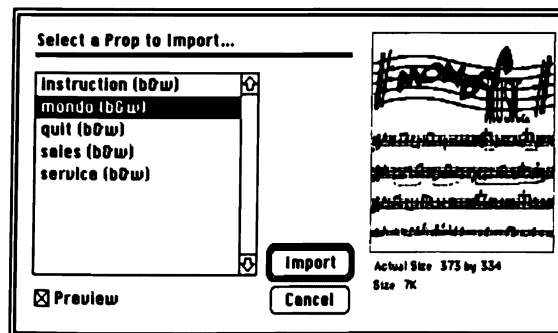 Select a Prop to Import...
instruction (b&w)
mondo (b&w)
quit (b&w)
sales (b&w)
service (b&w)
Import
Cancel
Preview
Actual Size 373 by 334
Size 7K